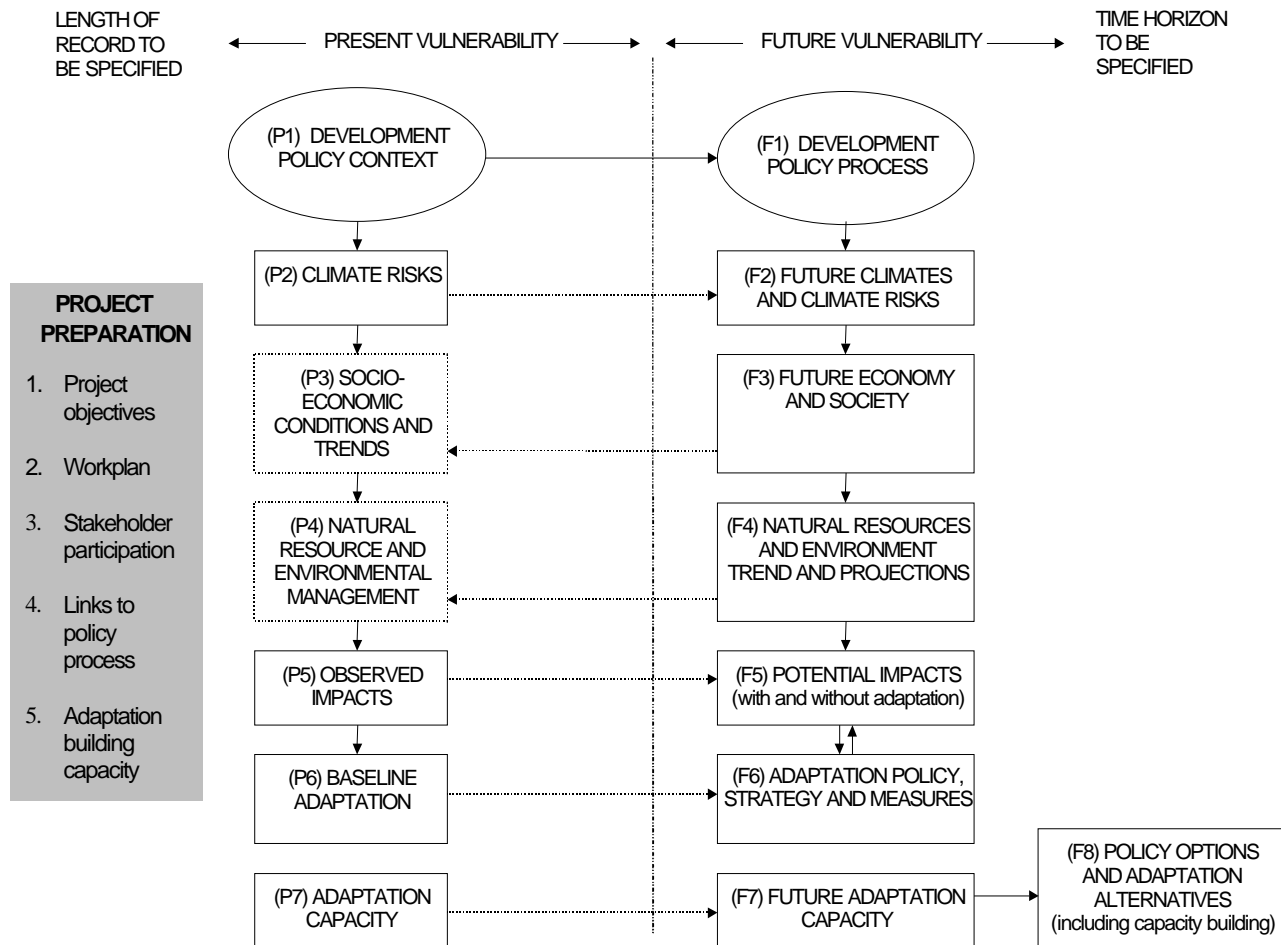 LENGTH OF
RECORD TO
BE SPECIFIED
PRESENT VULNERABILITY
FUTURE VULNERABILITY
TIME HORIZON
TO BE
SPECIFIED
(P1) DEVELOPMENT
POLICY CONTEXT
(F1) DEVELOPMENT
POLICY PROCESS
(P2) CLIMATE RISKS
(F2) FUTURE CLIMATES
AND CLIMATE RISKS
PROJECT
PREPARATION
1. Project
objectives
2. Workplan
3. Stakeholder
participation
4. Links to
policy
process
5. Adaptation
building
capacity
(P3) SOCIO-
ECONOMIC
CONDITIONS AND
TRENDS
(F3) FUTURE ECONOMY
AND SOCIETY
(P4) NATURAL
RESOURCE AND
ENVIRONMENTAL
MANAGEMENT
(F4) NATURAL RESOURCES
AND ENVIRONMENT
TREND AND PROJECTIONS
(P5) OBSERVED
IMPACTS
(F5) POTENTIAL IMPACTS
(with and without adaptation)
(P6) BASELINE
ADAPTATION
(F6) ADAPTATION POLICY,
STRATEGY AND MEASURES
(P7) ADAPTATION
CAPACITY
(F7) FUTURE ADAPTATION
CAPACITY
(F8) POLICY OPTIONS
AND ADAPTATION
ALTERNATIVES
(including capacity building)